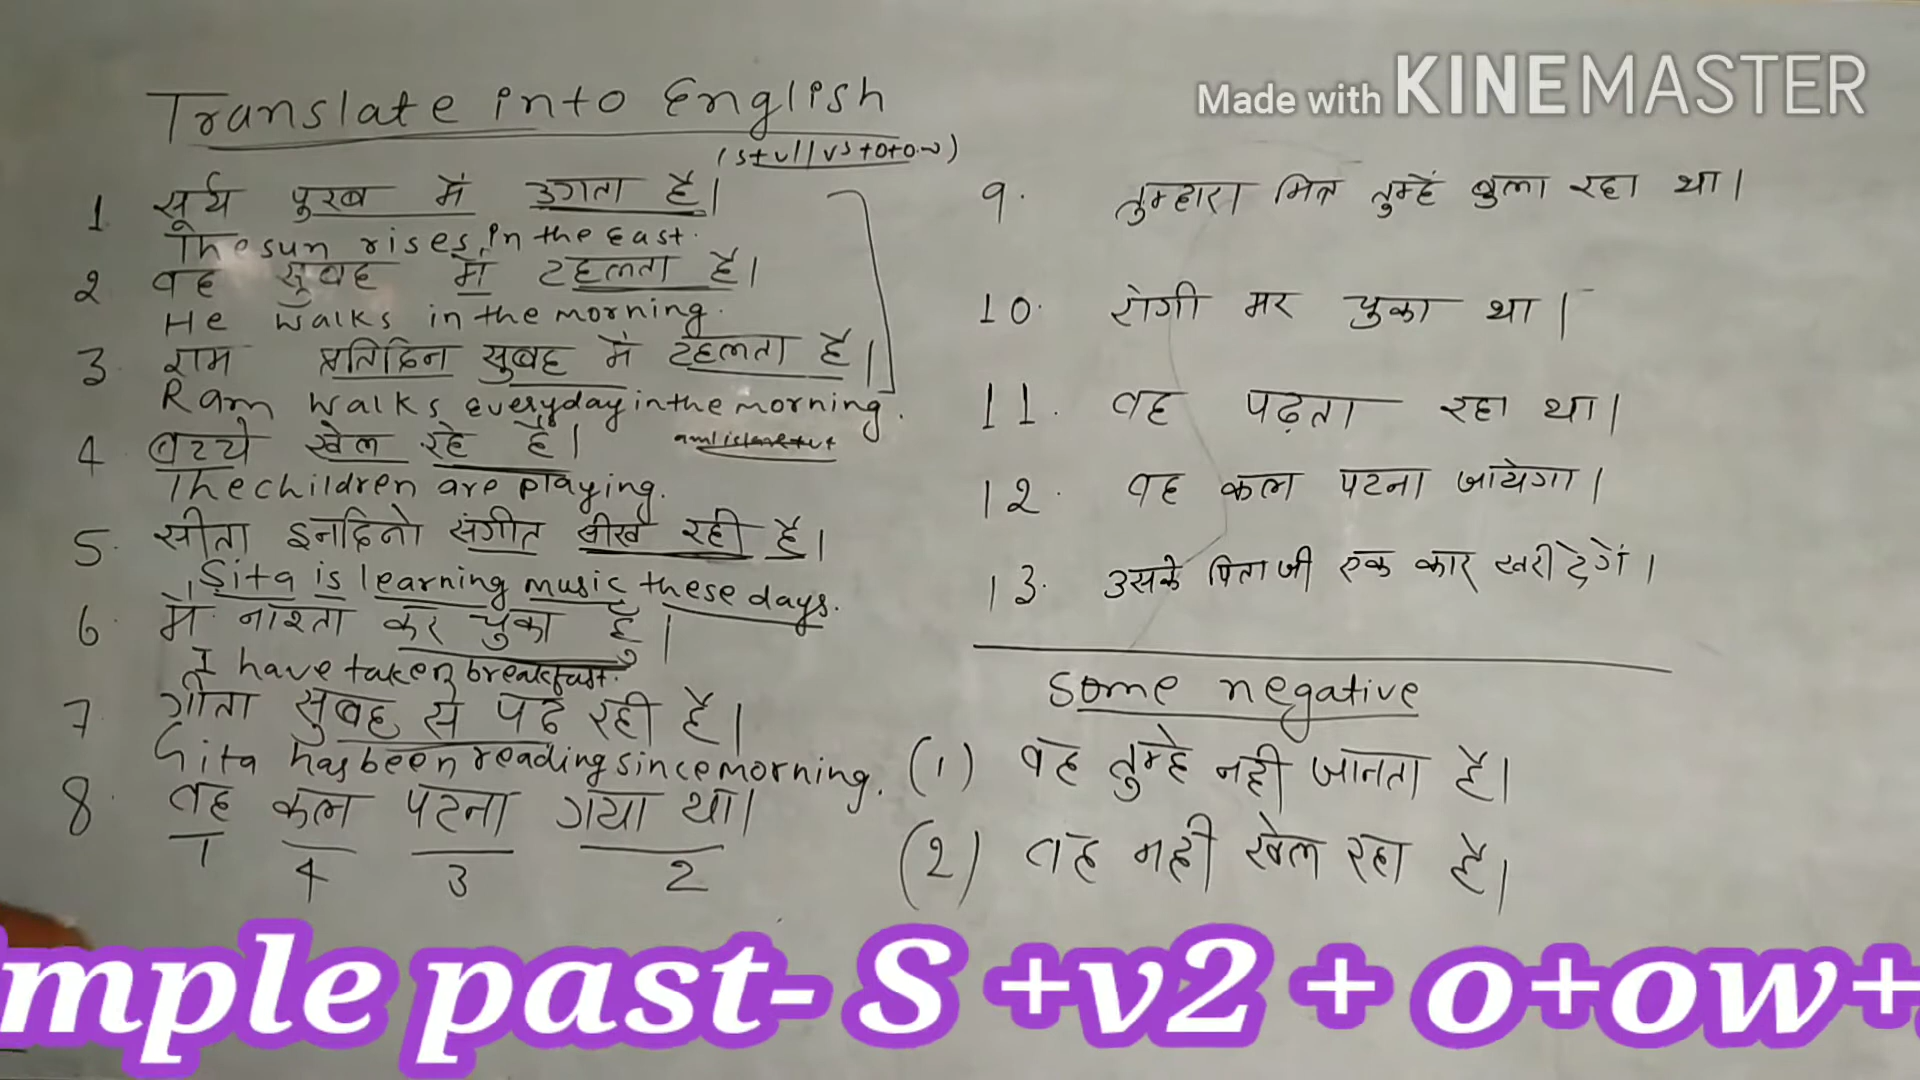 Translate into English
(S+v1/v5+o+o.w)
1 सूर्य पुरब में उगता है।
The sun rises in the East.
2 वह सुबह में टहलता है।
He walks in the morning.
3 राम प्रतिदिन सुबह में टहलता है।
Ram walks everyday in the morning.
4 बच्चे खेल रहे हैं।
The children are playing.
5. सीता इनदिनो संगीत सीख रही है।
Sita is learning music these days.
6. में नाश्ता कर चुका हूँ।
I have taken breakfast.
7. गीता सुबह से पढ़ रही है।
Gita has been reading since morning.
8. वह कल पटना गया था।
1 4 3 2
9. तुम्हारा मित्र तुम्हें बुला रहा था।
10. रोगी मर चुका था।
11. वह पढ़ता रहा था।
12. वह कल पटना जायेगा।
13. उसके पिताजी एक कार खरीदेगें।
Some negative
(1) वह तुम्हे नही जानता है।
(2) वह नही खेल रहा है।
Made with KINEMASTER
mple past- S +v2 + o+ow+